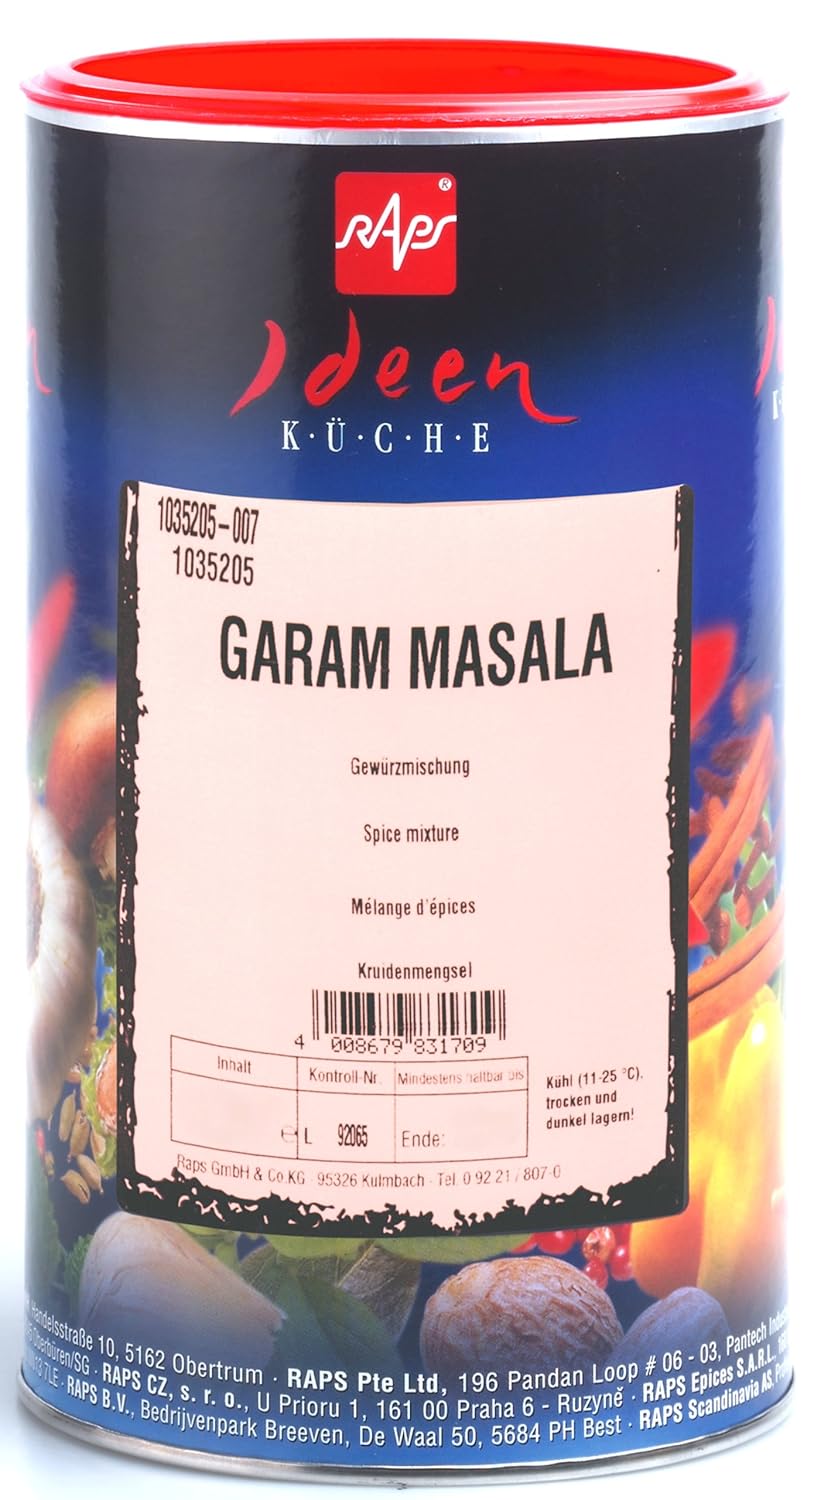 RAPS®
Ideen
K·Ü·C·H·E
1035205-007
1035205
GARAM MASALA
Gewürzmischung
Spice mixture
Mélange d'épices
Kruidenmengsel
4 008679 831709
Inhalt
Kontroll-Nr.
Mindestens haltbar bis
℮
L 92065
Ende:
Kühl (11-25 °C),
trocken und
dunkel lagern!
Raps GmbH & Co.KG · 95326 Kulmbach · Tel. 0 92 21 / 807-0
Handelsstraße 10, 5162 Obertrum · RAPS Pte Ltd, 196 Pandan Loop # 06 - 03, Pantech
Oberbüren/SG · RAPS CZ, s. r. o., U Prioru 1, 161 00 Praha 6 - Ruzyně · RAPS Epices S.A.R.L.
7LE · RAPS B.V., Bedrijvenpark Breeven, De Waal 50, 5684 PH Best · RAPS Scandinavia AS,